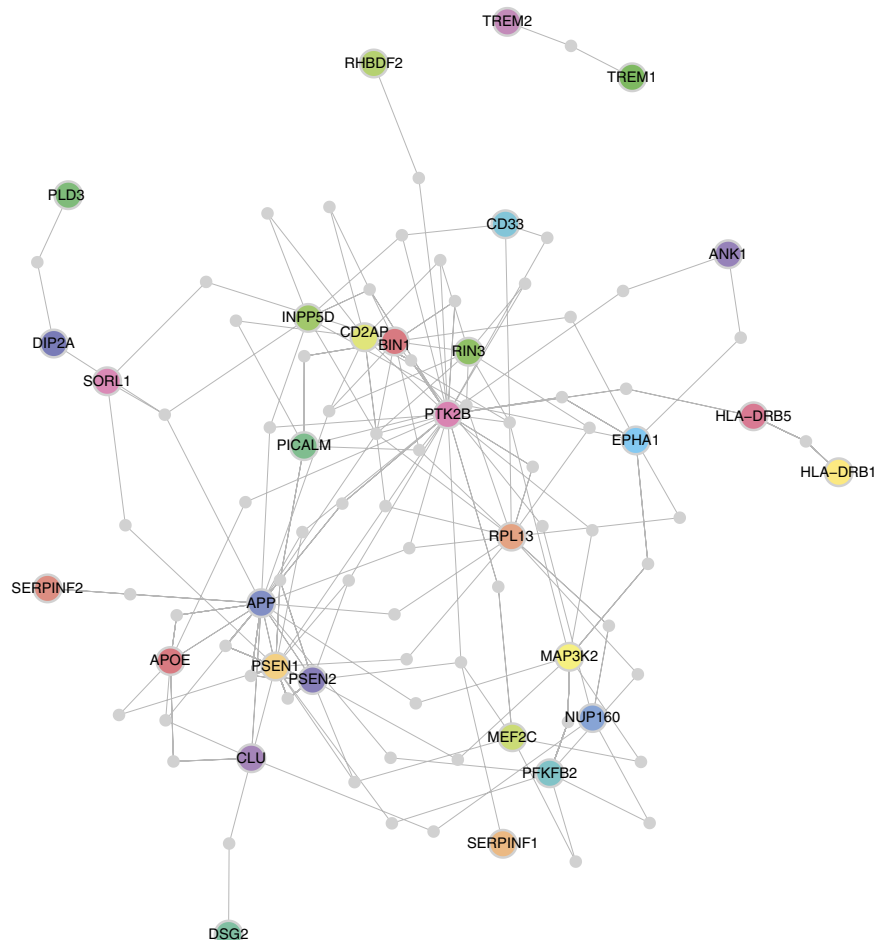 TREM2
RHBDF2
TREM1
PLD3
CD33
ANK1
INPP5D
CD2AP
BIN1
DIP2A
RIN3
SORL1
PTK2B
HLA-DRB5
EPHA1
PICALM
HLA-DRB1
RPL13
SERPINF2
APP
MAP3K2
APOE
PSEN1
PSEN2
NUP160
MEF2C
CLU
PFKFB2
SERPINF1
DSG2